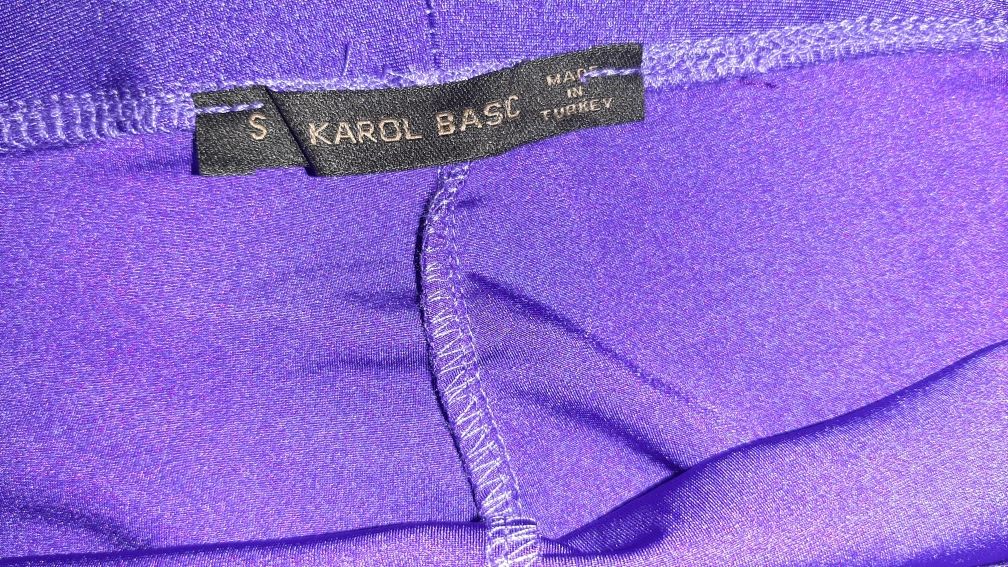 S
KAROL BASC
MADE
IN
TURKEY